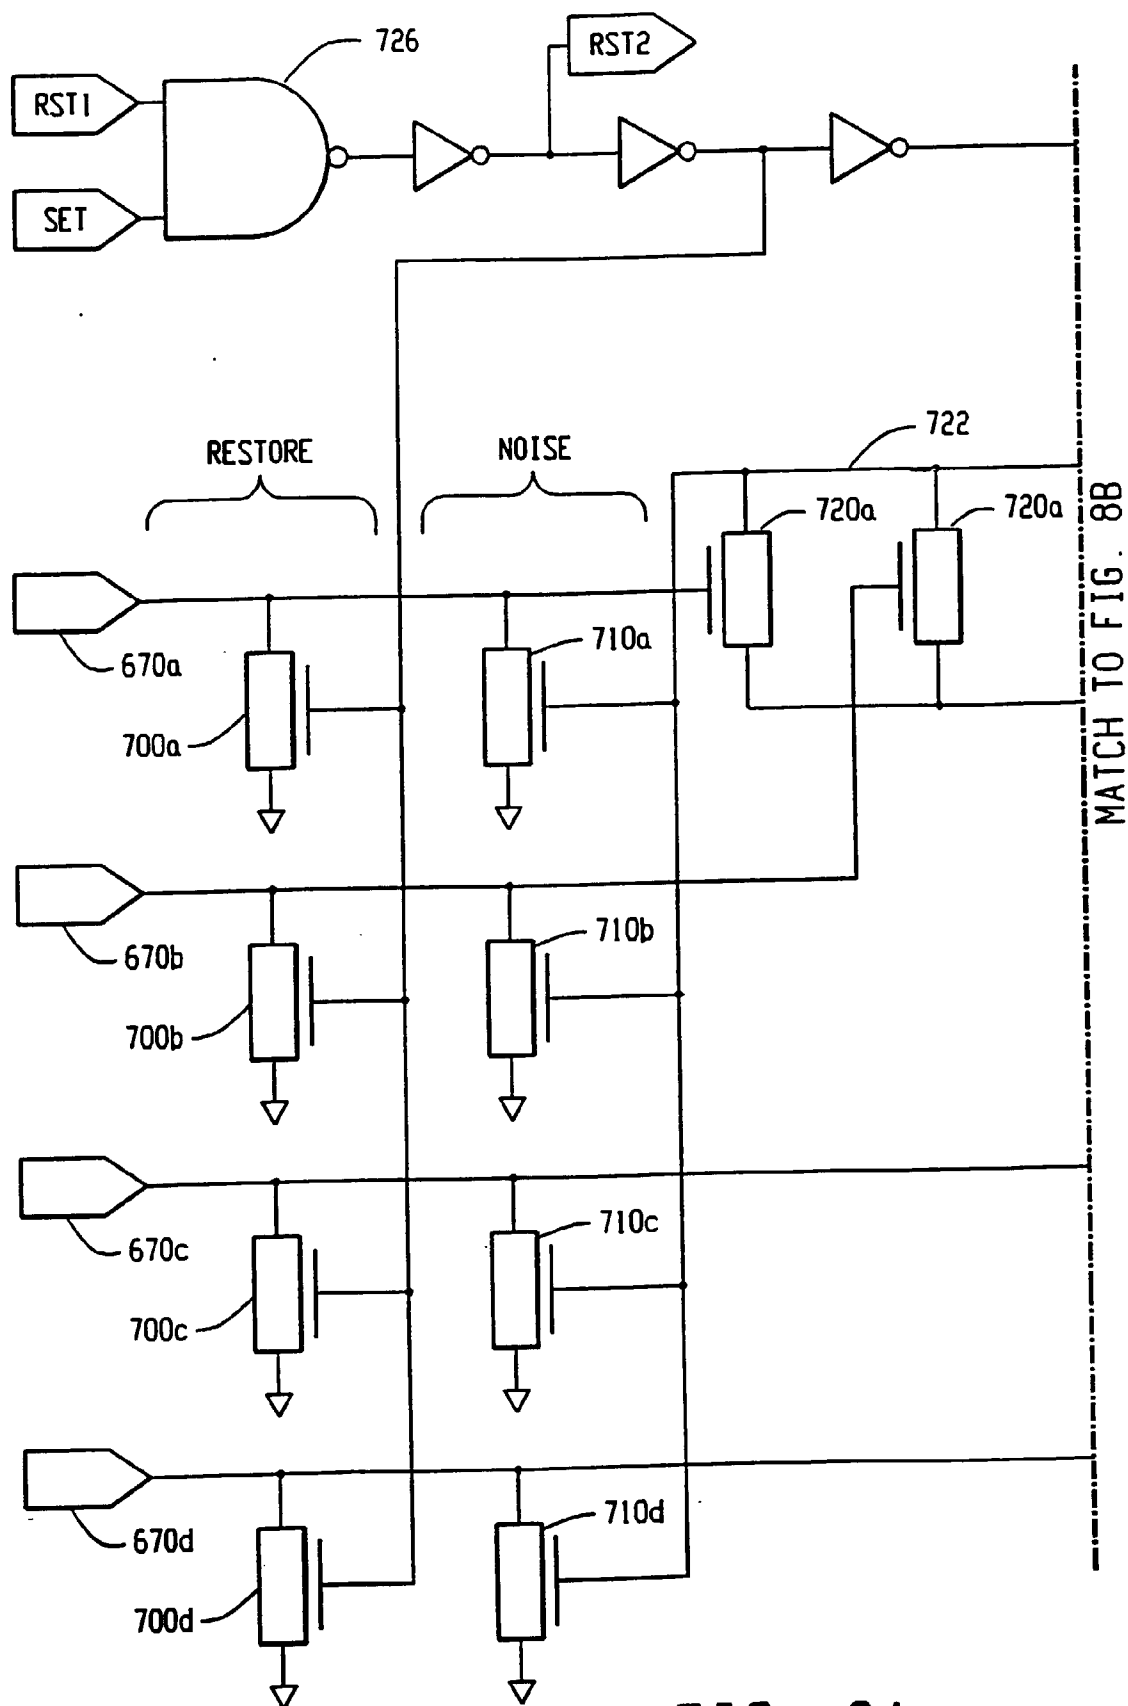 726
RST2
RST1
SET
722
RESTORE
NOISE
720a
720a
MATCH TO FIG. 8B
710a
670a
700a
710b
670b
700b
710c
670c
700c
710d
670d
700d